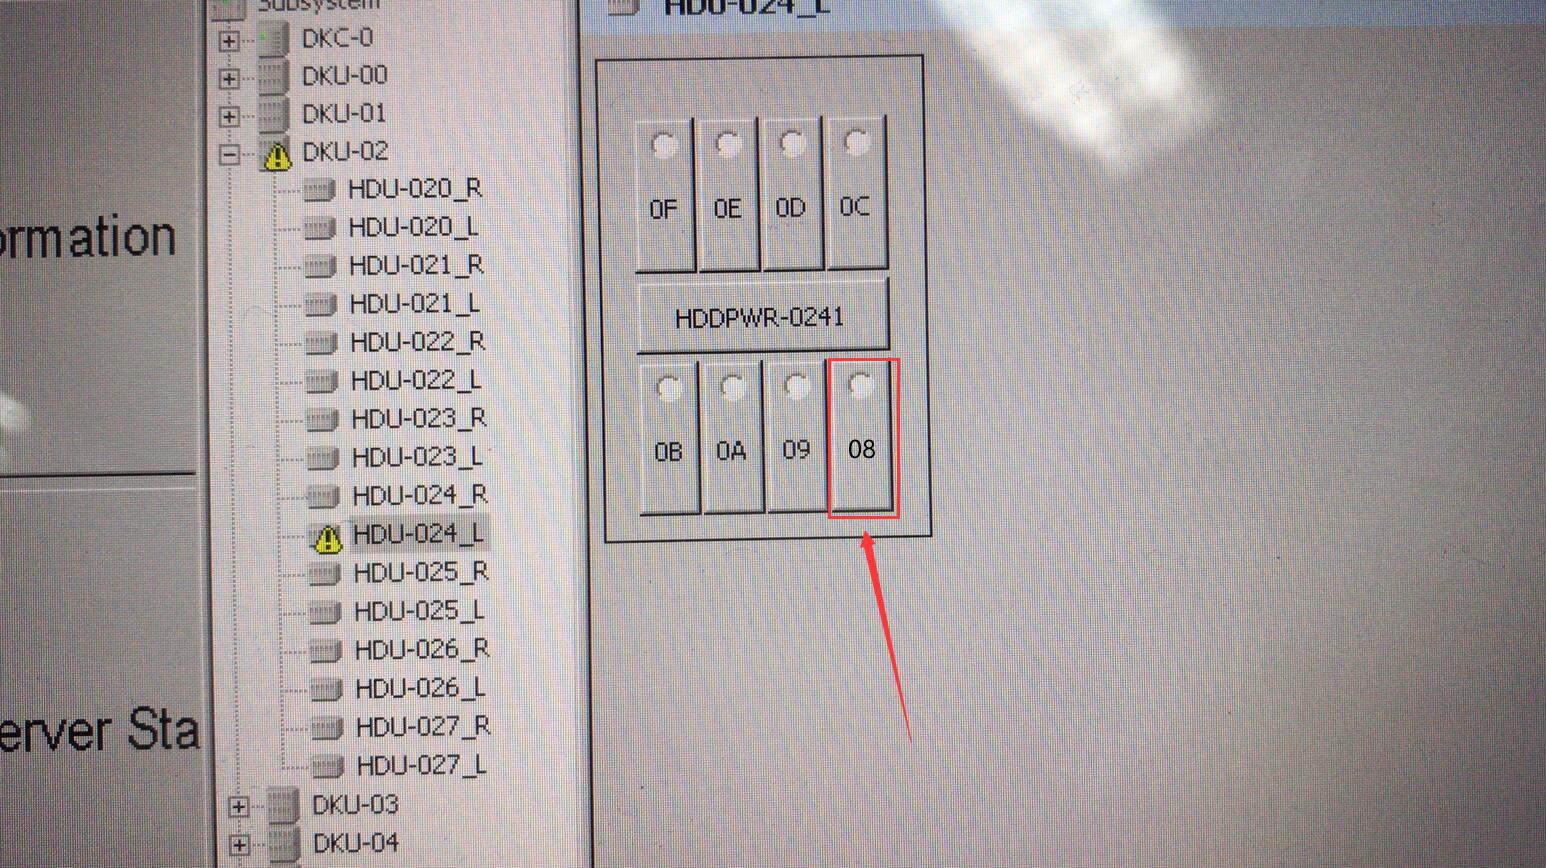 ormation
erver Sta
Subsystem
DKC-0
DKU-00
DKU-01
DKU-02
HDU-020_R
HDU-020_L
HDU-021_R
HDU-021_L
HDU-022_R
HDU-022_L
HDU-023_R
HDU-023_L
HDU-024_R
HDU-024_L
HDU-025_R
HDU-025_L
HDU-026_R
HDU-026_L
HDU-027_R
HDU-027_L
DKU-03
DKU-04
HDU-024_L
0F 0E 0D 0C
HDDPWR-0241
0B 0A 09 08